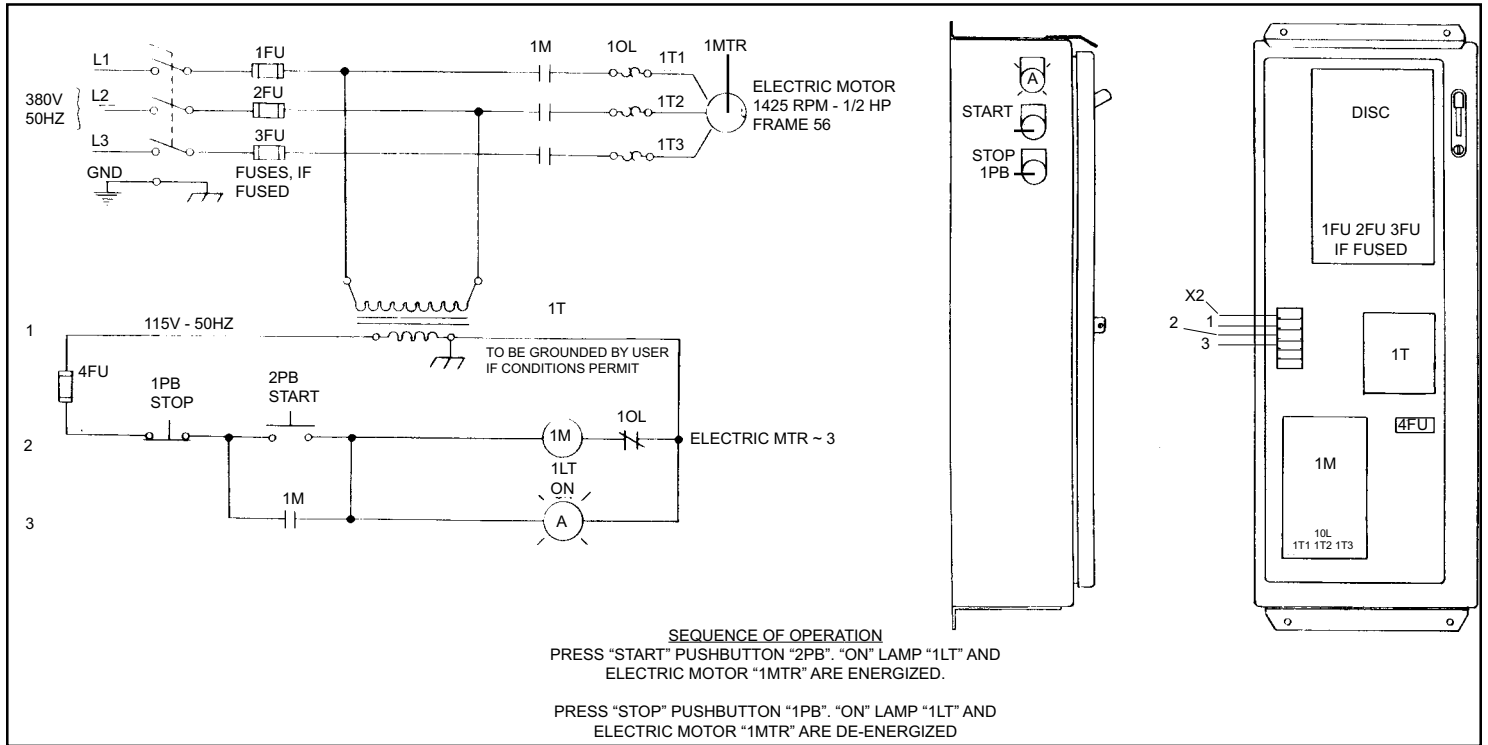 L1
380V
50HZ
L2
L3
GND
1FU
2FU
3FU
FUSES, IF
FUSED
1M
1OL
1T1
1T2
1T3
1MTR
ELECTRIC MOTOR
1425 RPM - 1/2 HP
FRAME 56
1T
1
115V - 50HZ
TO BE GROUNDED BY USER
IF CONDITIONS PERMIT
4FU
1PB
STOP
2PB
START
2
1M
1OL
ELECTRIC MTR ~ 3
1LT
ON
3
1M
A
A
START
STOP
1PB
DISC
1FU 2FU 3FU
IF FUSED
X2
1
2
3
1T
4FU
1M
10L
1T1 1T2 1T3
SEQUENCE OF OPERATION
PRESS “START” PUSHBUTTON “2PB”. “ON” LAMP “1LT” AND
ELECTRIC MOTOR “1MTR” ARE ENERGIZED.
PRESS “STOP” PUSHBUTTON “1PB”. “ON” LAMP “1LT” AND
ELECTRIC MOTOR “1MTR” ARE DE-ENERGIZED